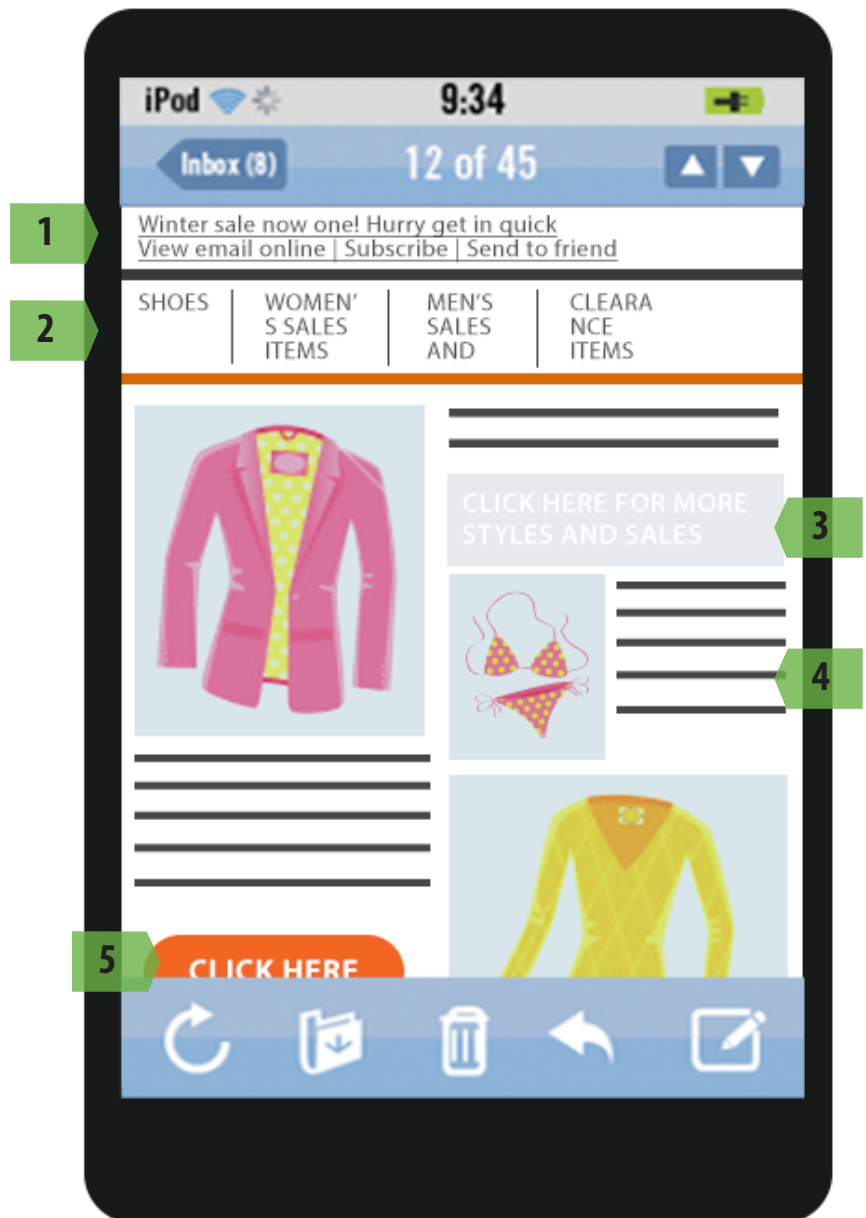 iPod 9:34
Inbox (8) 12 of 45
1
Winter sale now one! Hurry get in quick
View email online | Subscribe | Send to friend
2
SHOES
WOMEN'
S SALES
ITEMS
MEN'S
SALES
AND
CLEARA
NCE
ITEMS
CLICK HERE FOR MORE
STYLES AND SALES
3
4
5
CLICK HERE